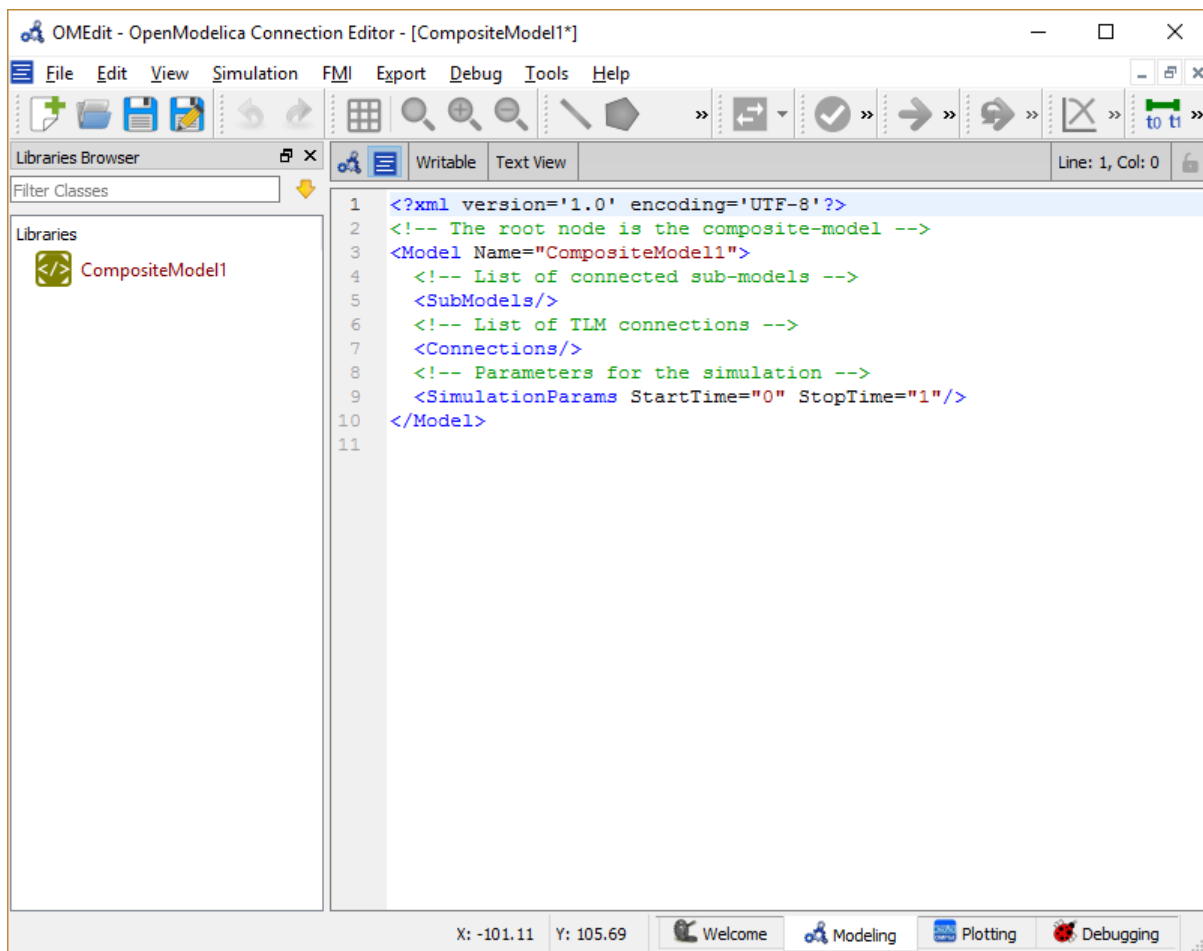 OMEdit - OpenModelica Connection Editor - [CompositeModel1*]
File Edit View Simulation FMI Export Debug Tools Help
» » » » » t0 t1 »
Libraries Browser
Writable Text View Line: 1, Col: 0
Filter Classes
Libraries
CompositeModel1
1 <?xml version='1.0' encoding='UTF-8'?>
2 <!-- The root node is the composite-model -->
3 <Model Name="CompositeModel1">
4 <!-- List of connected sub-models -->
5 <SubModels/>
6 <!-- List of TLM connections -->
7 <Connections/>
8 <!-- Parameters for the simulation -->
9 <SimulationParams StartTime="0" StopTime="1"/>
10 </Model>
11
X: -101.11 Y: 105.69 Welcome Modeling Plotting Debugging